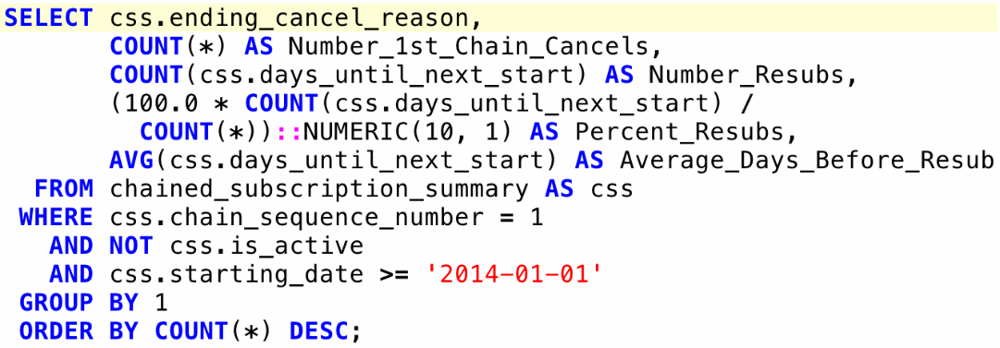 SELECT css.ending_cancel_reason,
       COUNT(*) AS Number_1st_Chain_Cancels,
       COUNT(css.days_until_next_start) AS Number_Resubs,
       (100.0 * COUNT(css.days_until_next_start) /
         COUNT(*))::NUMERIC(10, 1) AS Percent_Resubs,
       AVG(css.days_until_next_start) AS Average_Days_Before_Resub
  FROM chained_subscription_summary AS css
 WHERE css.chain_sequence_number = 1
   AND NOT css.is_active
   AND css.starting_date >= '2014-01-01'
 GROUP BY 1
 ORDER BY COUNT(*) DESC;